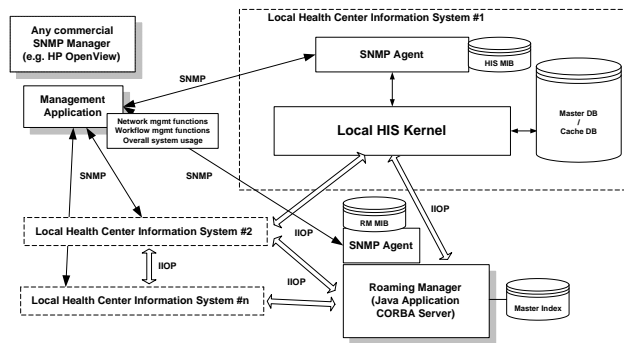 Local Health Center Information System #1
Any commercial
SNMP Manager
(e.g. HP OpenView)
SNMP Agent
HIS MIB
SNMP
Management
Application
Network mgmt functions
Workflow mgmt functions
Overall system usage
Local HIS Kernel
Master DB
/
Cache DB
SNMP
SNMP
IIOP
RM MIB
Local Health Center Information System #2
IIOP
SNMP Agent
IIOP
IIOP
Roaming Manager
(Java Application
CORBA Server)
Local Health Center Information System #n
Master Index